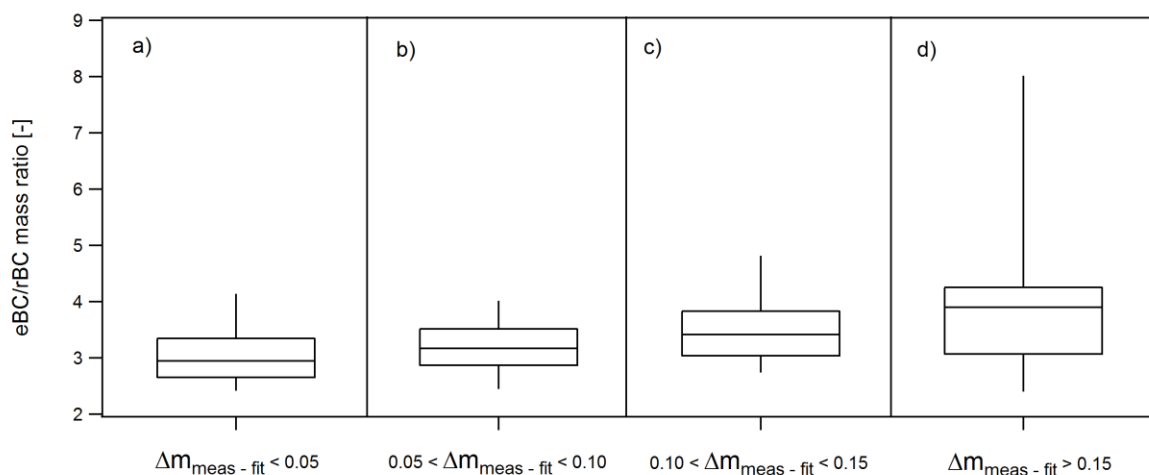 a) b) c) d)
9
8
7
6
5
4
3
2
eBC/rBC mass ratio [-]
Δm meas - fit < 0.05
0.05 < Δm meas - fit < 0.10
0.10 < Δm meas - fit < 0.15
Δm meas - fit > 0.15